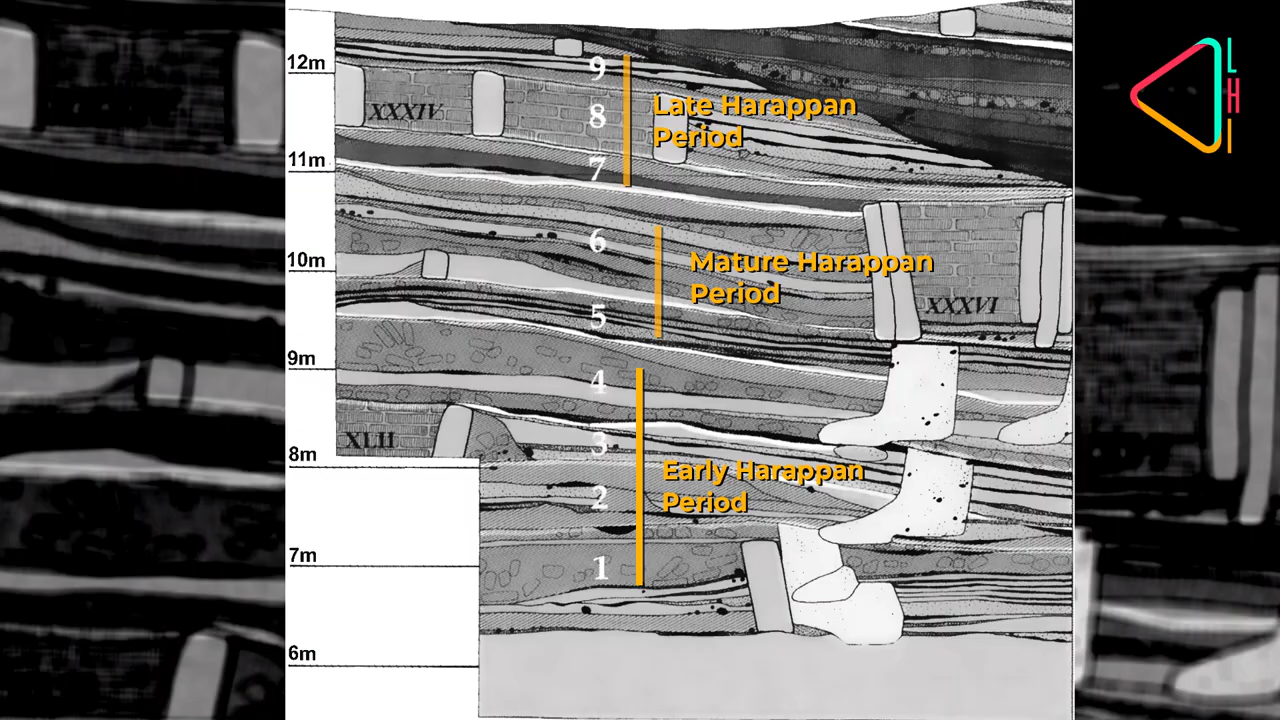 12m
11m
10m
9m
8m
7m
6m
9
8
7
6
5
4
3
2
1
XXXIV
XXXVI
XLII
Late Harappan
Period
Mature Harappan
Period
Early Harappan
Period
LHI